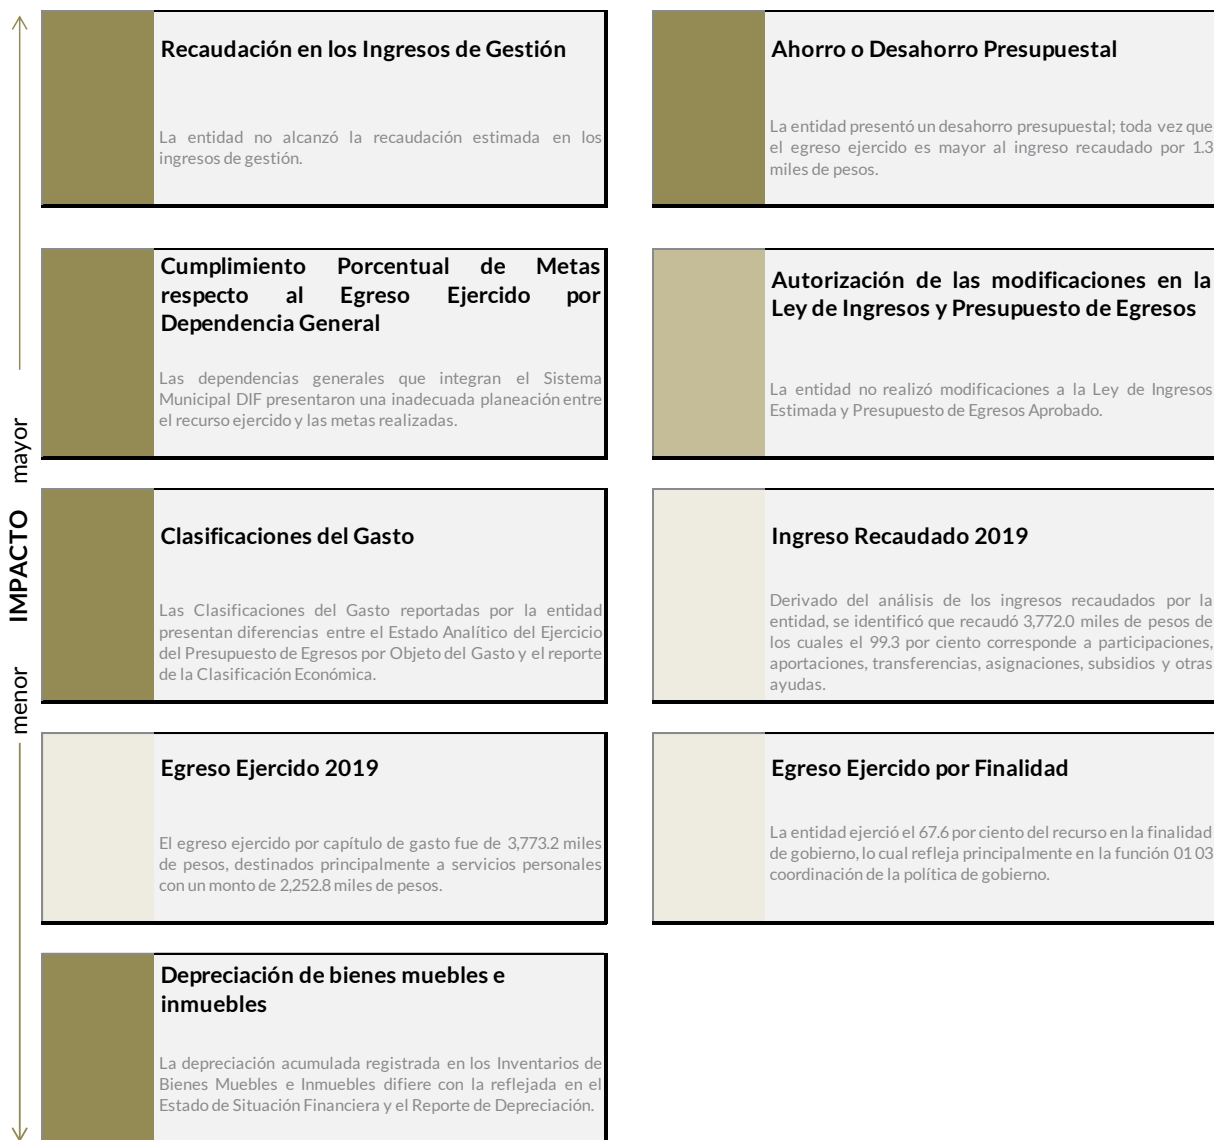 Recaudación en los Ingresos de Gestión
La entidad no alcanzó la recaudación estimada en los
ingresos de gestión.
Ahorro o Desahorro Presupuestal
La entidad presentó un desahorro presupuestal; toda vez que
el egreso ejercido es mayor al ingreso recaudado por 1.3
miles de pesos.
Cumplimiento Porcentual de Metas
respecto al Egreso Ejercido por
Dependencia General
Las dependencias generales que integran el Sistema
Municipal DIF presentaron una inadecuada planeación entre
el recurso ejercido y las metas realizadas.
Autorización de las modificaciones en la
Ley de Ingresos y Presupuesto de Egresos
La entidad no realizó modificaciones a la Ley de Ingresos
Estimada y Presupuesto de Egresos Aprobado.
menor IMPACTO mayor
Clasificaciones del Gasto
Las Clasificaciones del Gasto reportadas por la entidad
presentan diferencias entre el Estado Analítico del Ejercicio
del Presupuesto de Egresos por Objeto del Gasto y el reporte
de la Clasificación Económica.
Ingreso Recaudado 2019
Derivado del análisis de los ingresos recaudados por la
entidad, se identificó que recaudó 3,772.0 miles de pesos de
los cuales el 99.3 por ciento corresponde a participaciones,
aportaciones, transferencias, asignaciones, subsidios y otras
ayudas.
Egreso Ejercido 2019
El egreso ejercido por capítulo de gasto fue de 3,773.2 miles
de pesos, destinados principalmente a servicios personales
con un monto de 2,252.8 miles de pesos.
Egreso Ejercido por Finalidad
La entidad ejerció el 67.6 por ciento del recurso en la finalidad
de gobierno, lo cual refleja principalmente en la función 01 03
coordinación de la política de gobierno.
Depreciación de bienes muebles e
inmuebles
La depreciación acumulada registrada en los Inventarios de
Bienes Muebles e Inmuebles difiere con la reflejada en el
Estado de Situación Financiera y el Reporte de Depreciación.